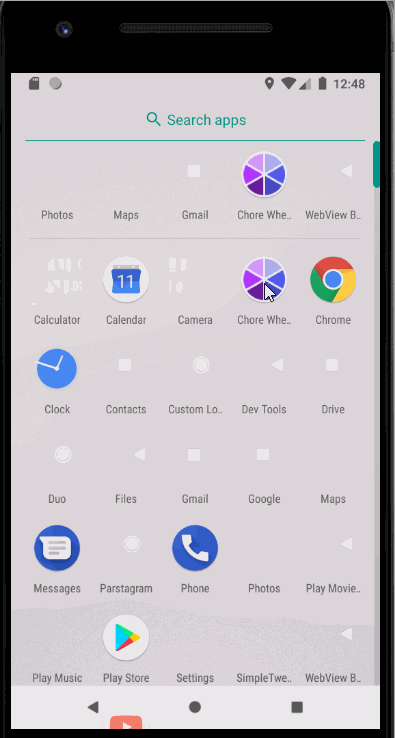 12:48
Search apps
Photos Maps Gmail Chore Whe.. WebView B..
11
Calculator Calendar Camera Chore Whe.. Chrome
Clock Contacts Custom Lo.. Dev Tools Drive
Duo Files Gmail Google Maps
Messages Parstagram Phone Photos Play Movie..
Play Music Play Store Settings SimpleTwe.. WebView B..